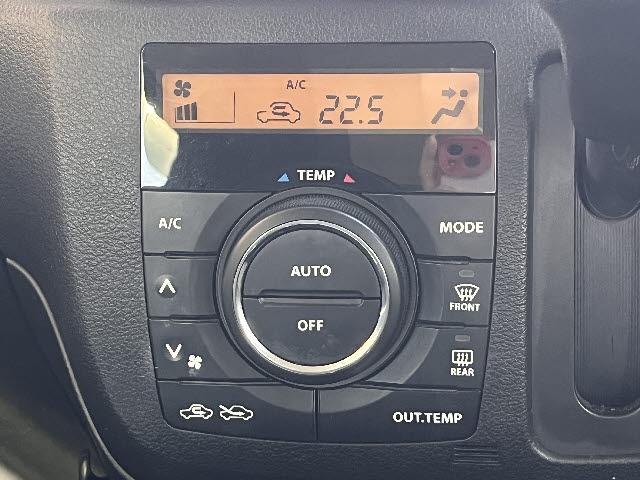 A/C
22.5
TEMP
A/C
MODE
AUTO
OFF
FRONT
REAR
OUT.TEMP